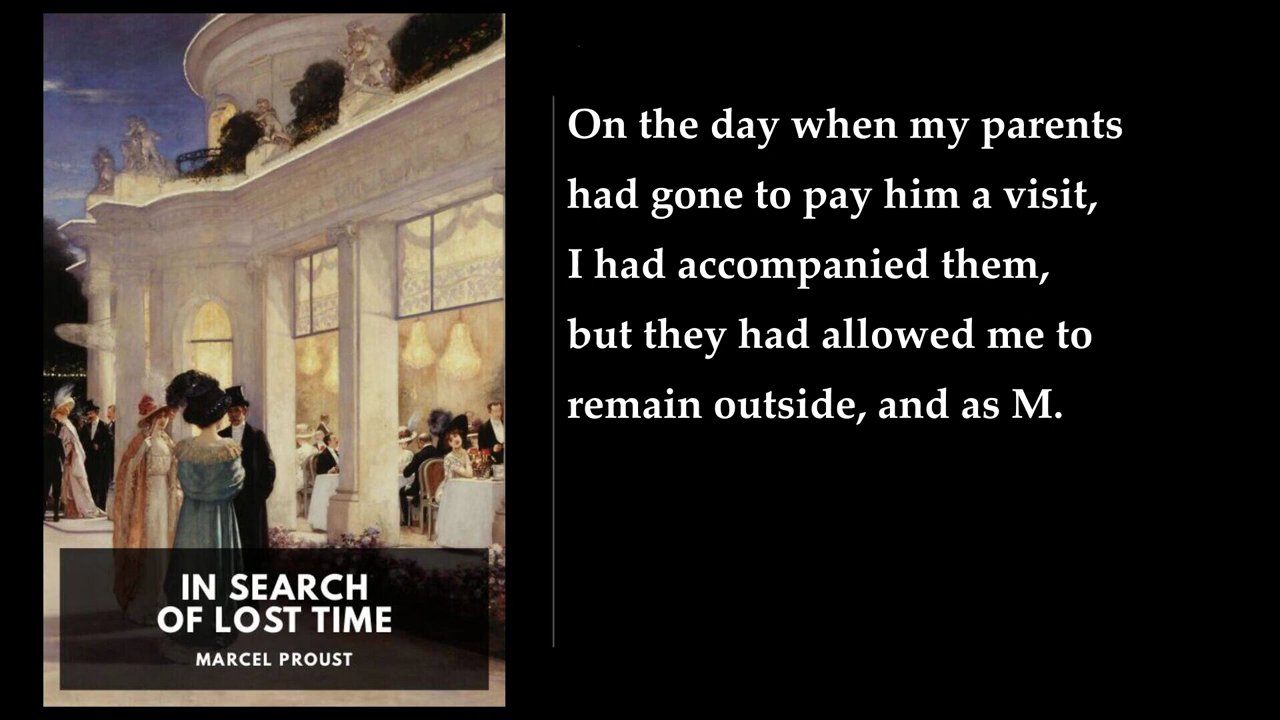 On the day when my parents
had gone to pay him a visit,
I had accompanied them,
but they had allowed me to
remain outside, and as M.
IN SEARCH
OF LOST TIME
MARCEL PROUST